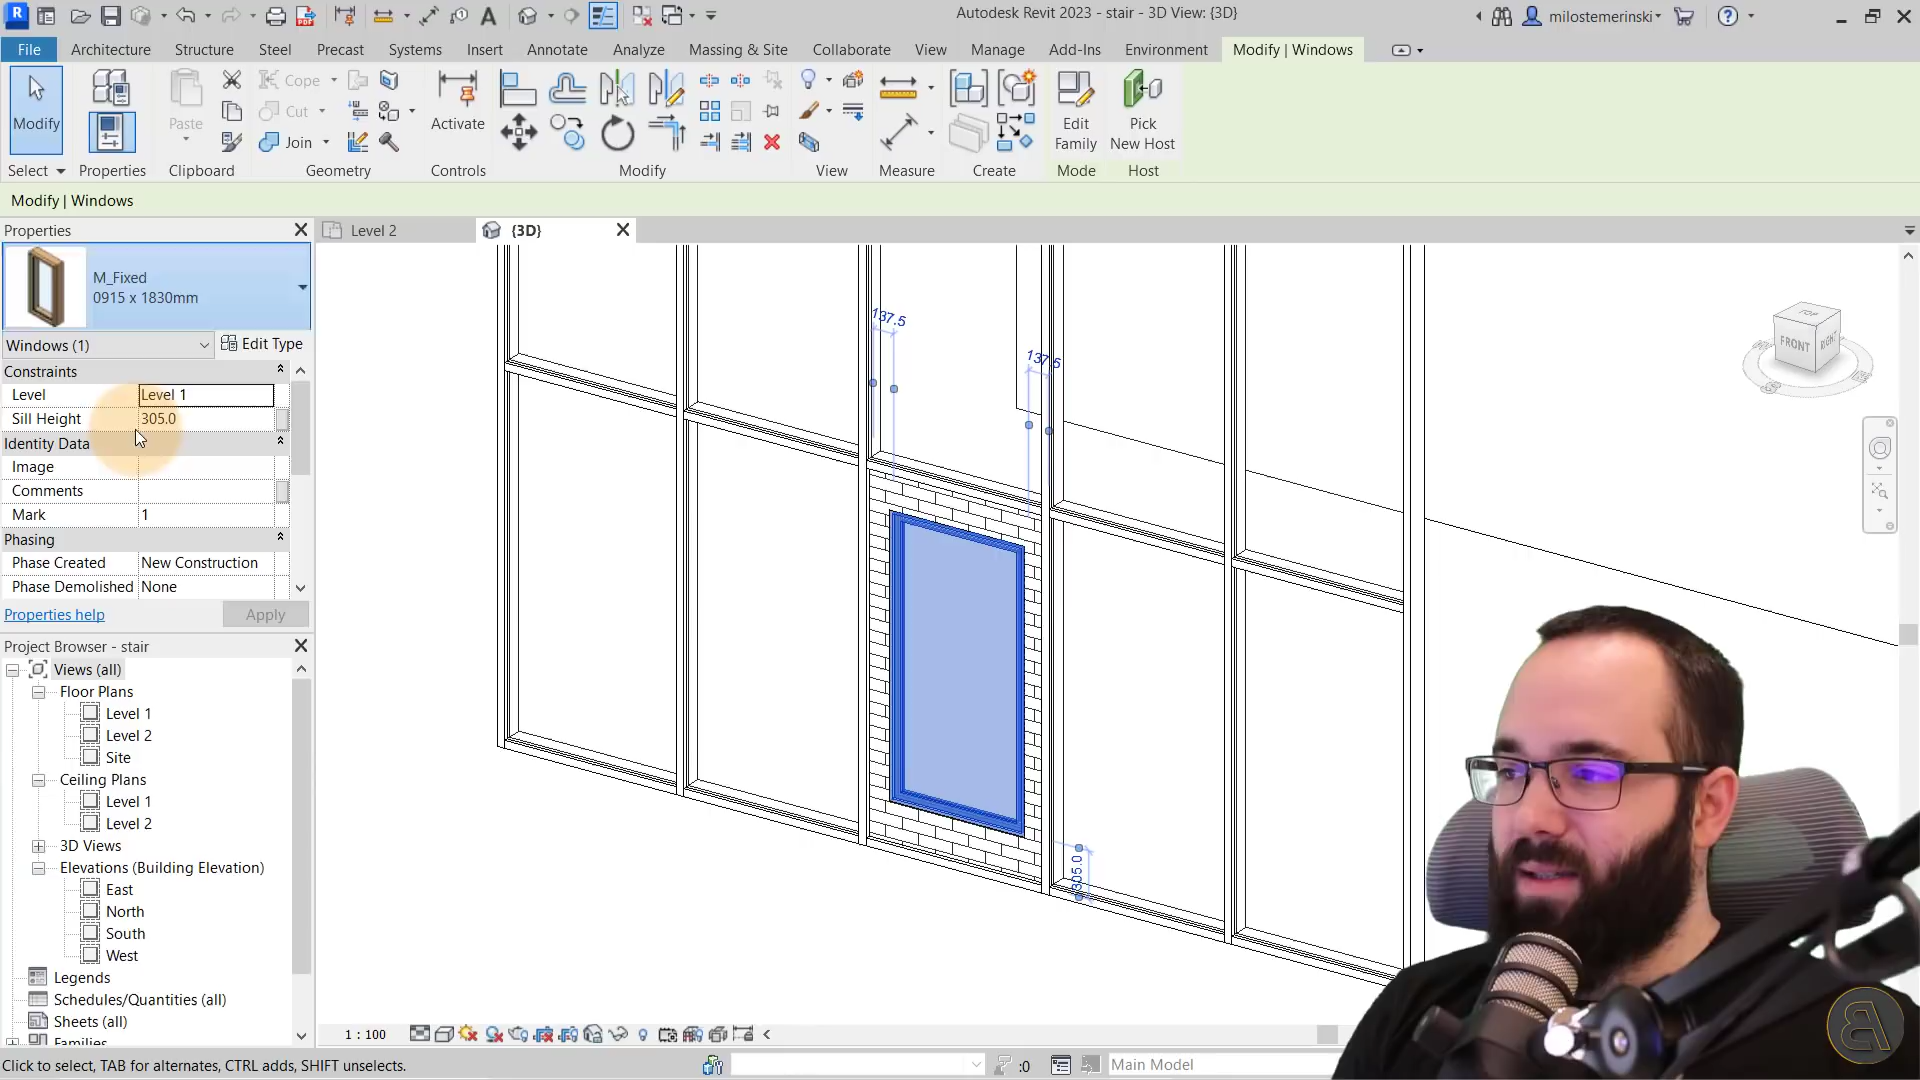 Autodesk Revit 2023 - stair - 3D View: {3D}
milostemerinski
File Architecture Structure Steel Precast Systems Insert Annotate Analyze Massing & Site Collaborate View Manage Add-Ins Environment Modify | Windows
Modify
Paste
Cope
Cut
Join
Activate
Edit Family
Pick New Host
Select Properties Clipboard Geometry Controls Modify View Measure Create Mode Host
Modify | Windows
Properties
Level 2
{3D}
M_Fixed
0915 x 1830mm
Windows (1)
Edit Type
Constraints
Level Level 1
Sill Height 305.0
Identity Data
Image
Comments
Mark 1
Phasing
Phase Created New Construction
Phase Demolished None
Properties help
Apply
Project Browser - stair
Views (all)
Floor Plans
Level 1
Level 2
Site
Ceiling Plans
Level 1
Level 2
3D Views
Elevations (Building Elevation)
East
North
South
West
Legends
Schedules/Quantities (all)
Sheets (all)
Families
137.5
137.5
305.0
TOP
FRONT
RIGHT
1 : 100
Click to select, TAB for alternates, CTRL adds, SHIFT unselects.
:0
Main Model